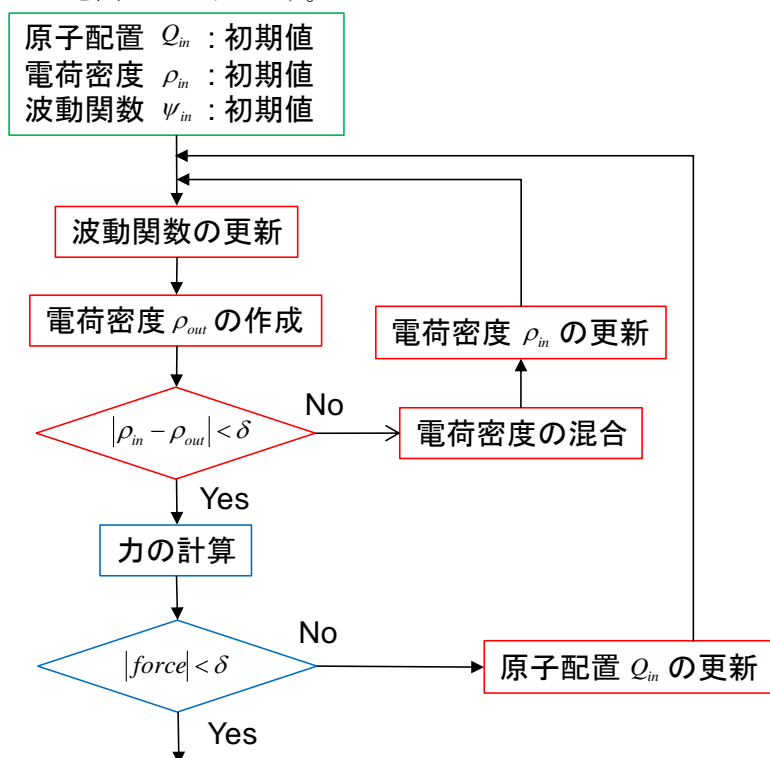 原子配置 Q_in : 初期値
電荷密度 ρ_in : 初期値
波動関数 ψ_in : 初期値
波動関数の更新
電荷密度 ρ_out の作成
電荷密度 ρ_in の更新
|ρ_in − ρ_out| < δ
No
電荷密度の混合
Yes
力の計算
|force| < δ
No
原子配置 Q_in の更新
Yes